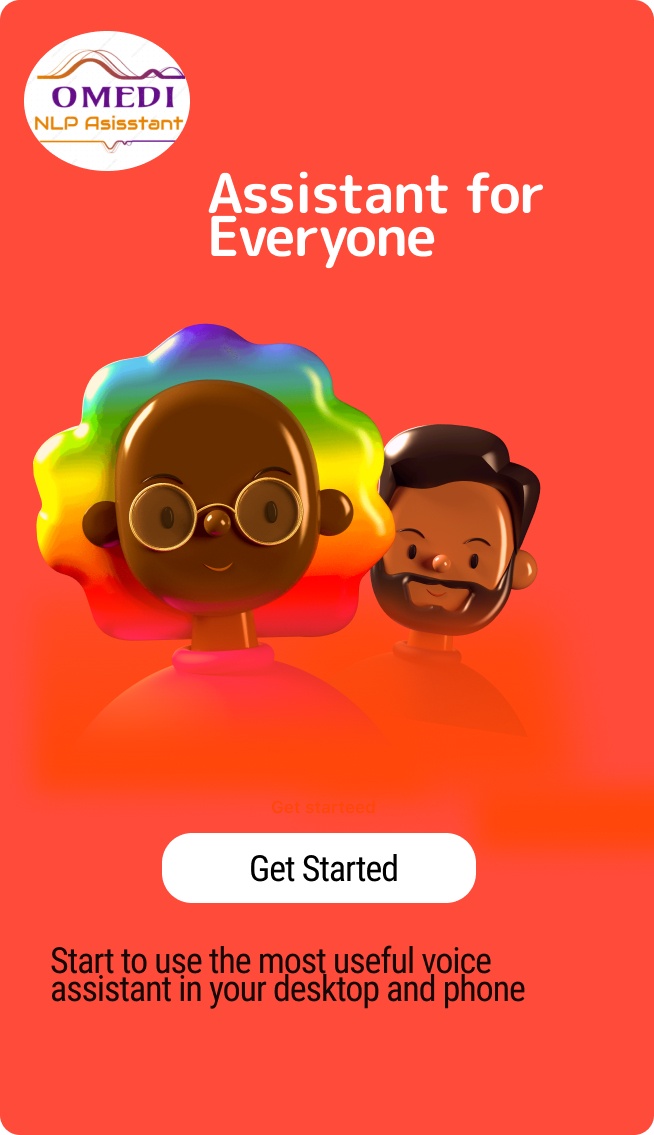 OMEDI
NLP Asisstant
Assistant for
Everyone
Get starteed
Get Started
Start to use the most useful voice
assistant in your desktop and phone